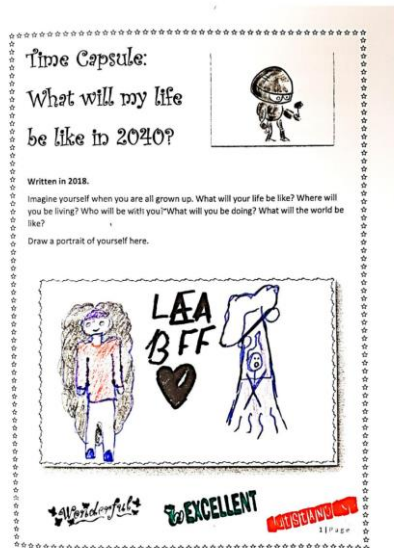 Time Capsule:
What will my life
be like in 2040?
Written in 2018.
Imagine yourself when you are all grown up. What will your life be like? Where will
you be living? Who will be with you? What will you be doing? What will the world be
like?
Draw a portrait of yourself here.
LÆA
BFF
Wonderful
EXCELLENT
1|Page